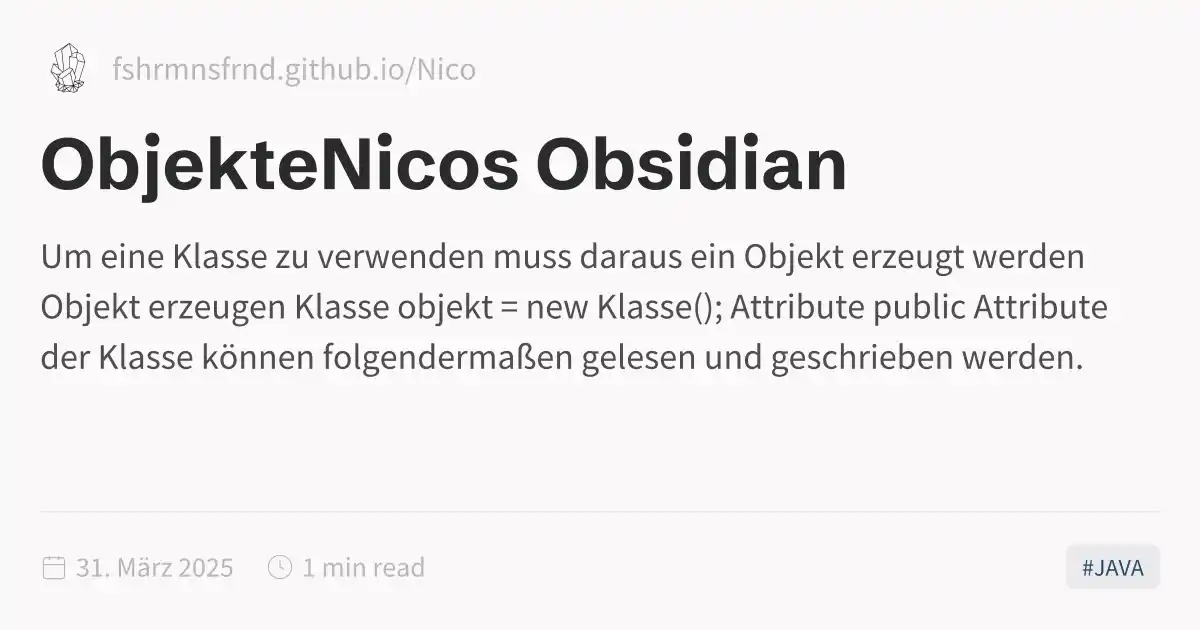 fshrmnsfrnd.github.io/Nico
ObjekteNicos Obsidian
Um eine Klasse zu verwenden muss daraus ein Objekt erzeugt werden
Objekt erzeugen Klasse objekt = new Klasse(); Attribute public Attribute
der Klasse können folgendermaßen gelesen und geschrieben werden.
31. März 2025 1 min read #JAVA